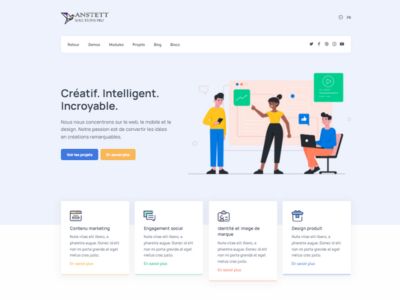 ANSTETT
FR
Retour Demos Modules Projets Blog Blocs
Créatif. Intelligent.
Incroyable.
Nous nous concentrons sur le web, le mobile et le
design. Notre passion est de convertir les idées
en créations remarquables.
Voir les projets En savoir plus
Contenu marketing
Nulla vitae elit libero, a
pharetra augue. Donec id elit
non mi porta gravida at eget
metus cras justo.
En savoir plus
Engagement social
Nulla vitae elit libero, a
pharetra augue. Donec id elit
non mi porta gravida at eget
metus cras justo.
En savoir plus
Identité et image de
marque
Nulla vitae elit libero, a
pharetra augue. Donec id elit
non mi porta gravida at eget
metus cras justo.
En savoir plus
Design produit
Nulla vitae elit libero, a
pharetra augue. Donec id elit
non mi porta gravida at eget
metus cras justo.
En savoir plus